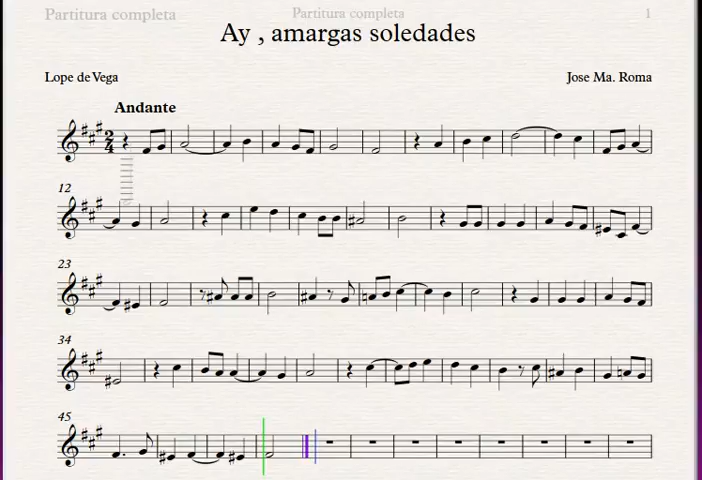 Partitura completa Partitura completa 1
Ay , amargas soledades
Lope de Vega Jose Ma. Roma
Andante
2
4
12
23
34
45